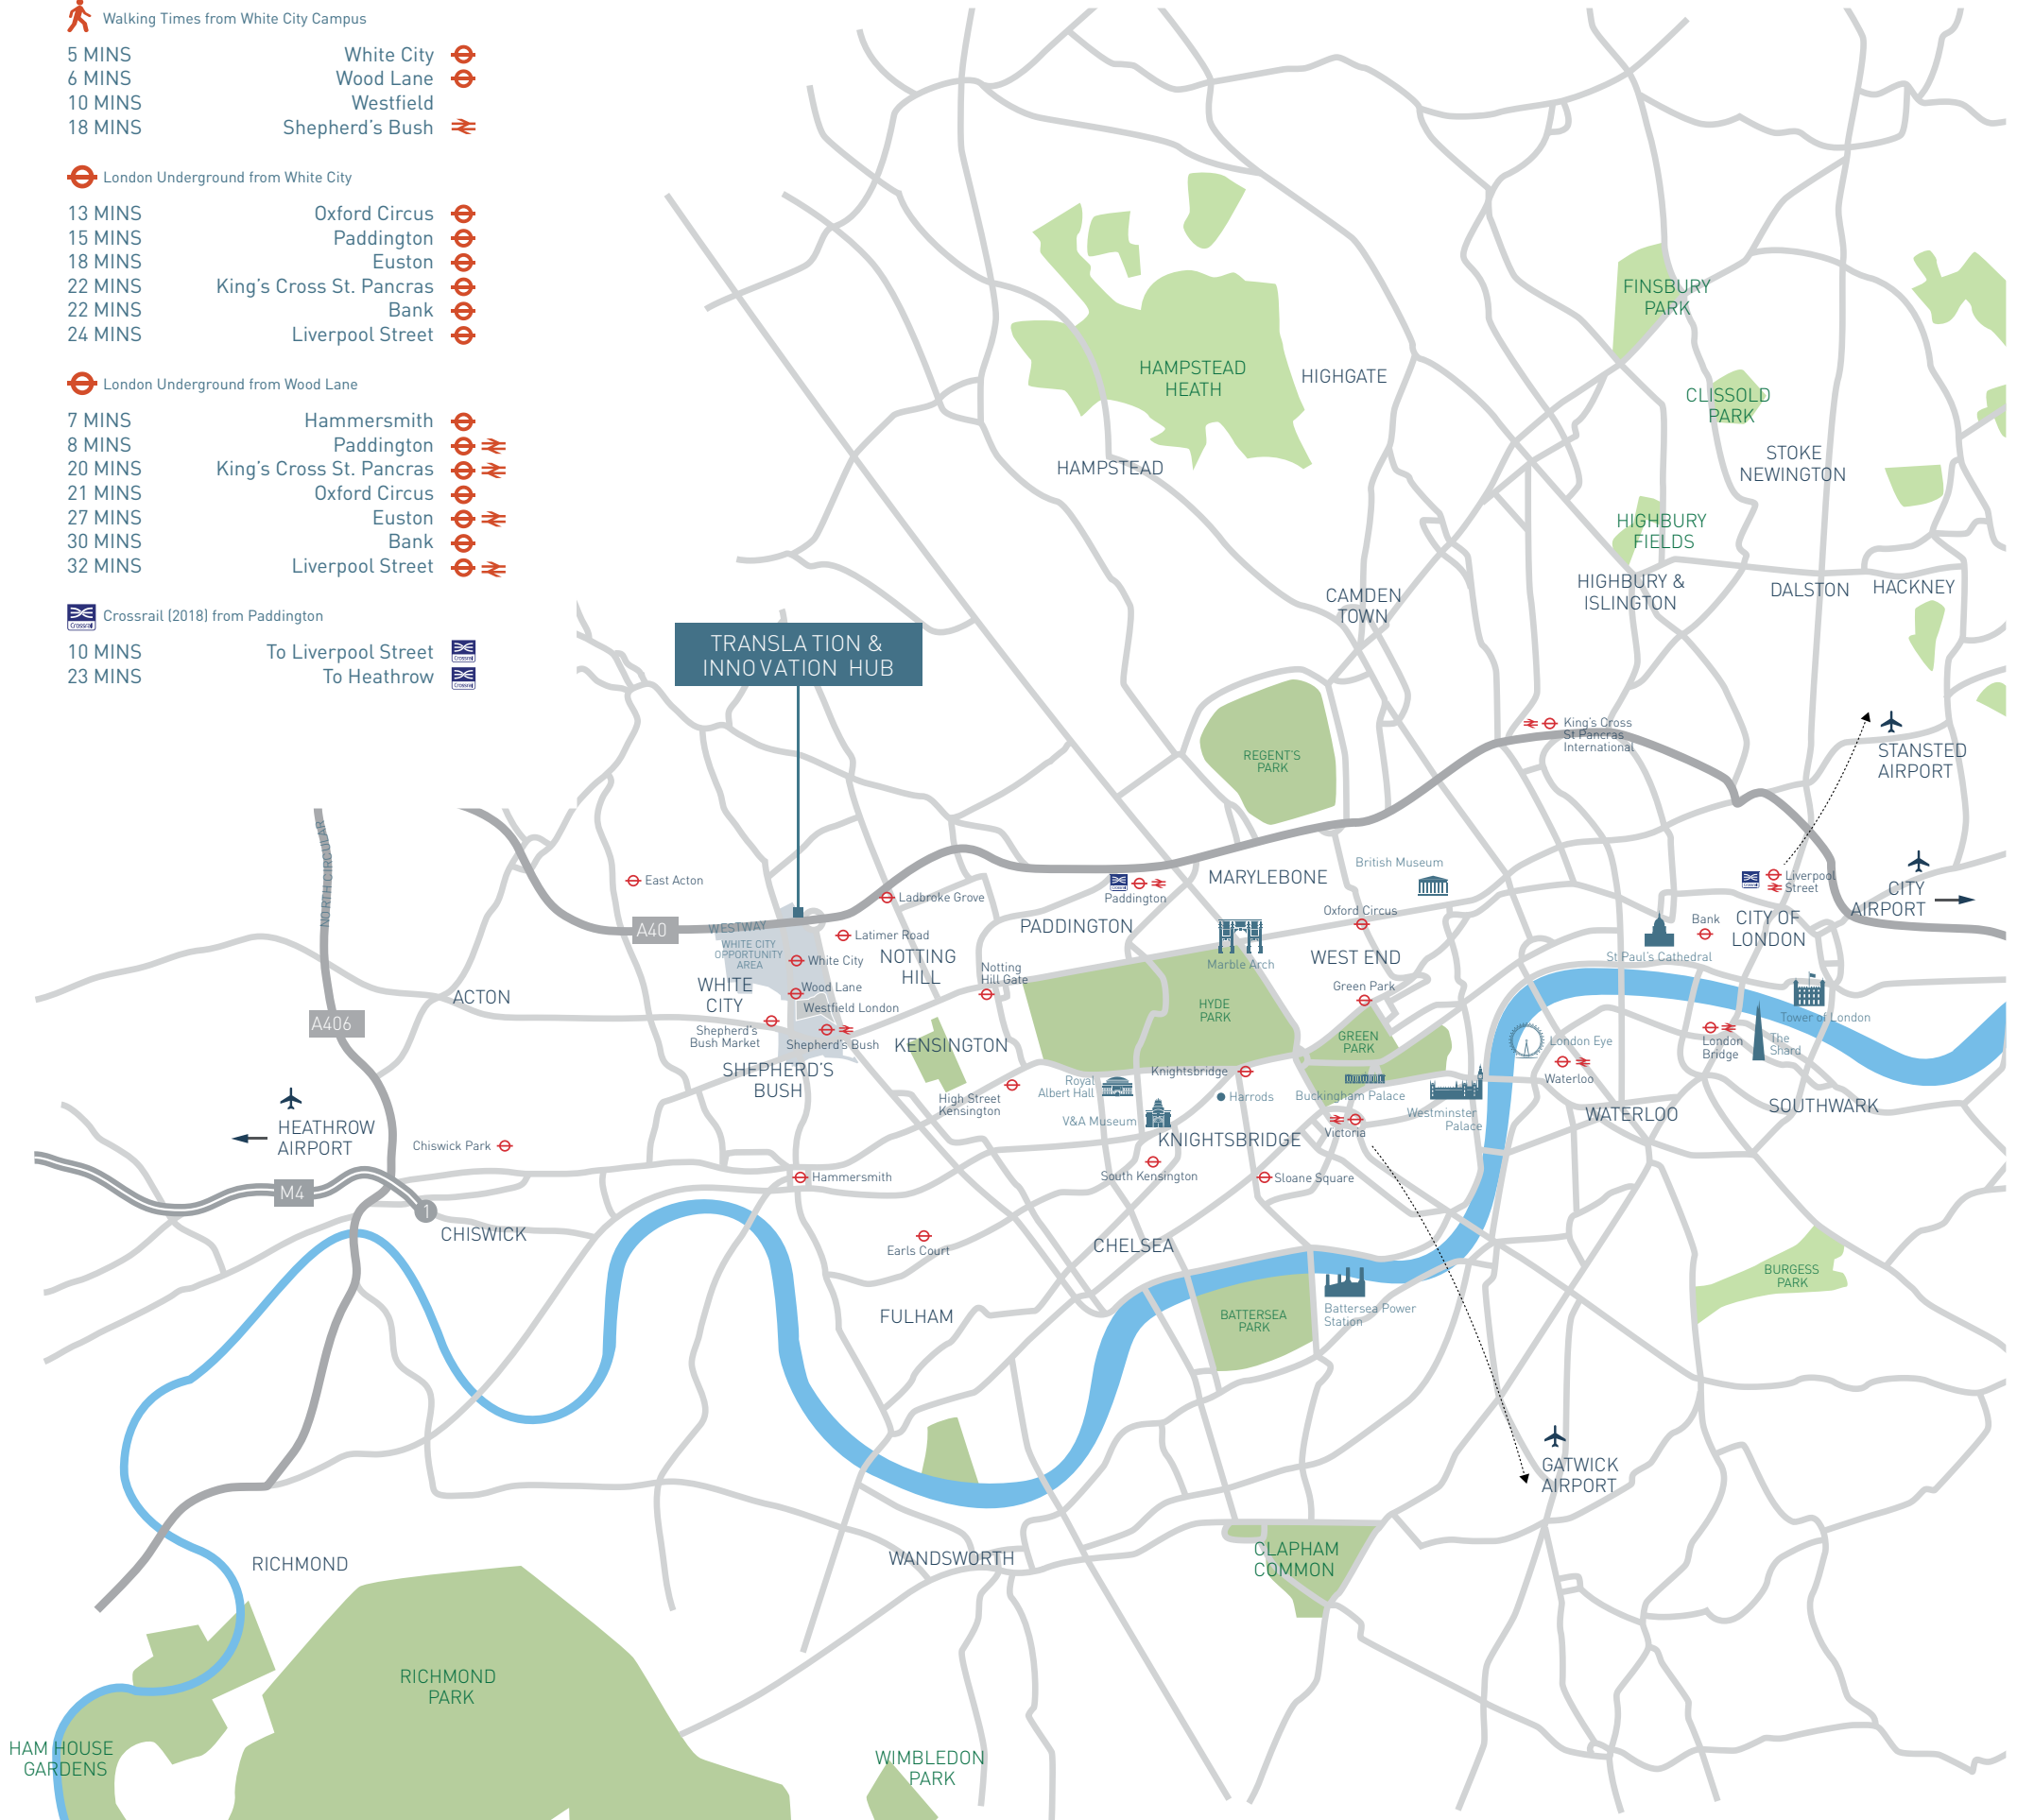 Walking Times from White City Campus
5 MINS White City
6 MINS Wood Lane
10 MINS Westfield
18 MINS Shepherd's Bush
London Underground from White City
13 MINS Oxford Circus
15 MINS Paddington
18 MINS Euston
22 MINS King's Cross St. Pancras
22 MINS Bank
24 MINS Liverpool Street
London Underground from Wood Lane
7 MINS Hammersmith
8 MINS Paddington
20 MINS King's Cross St. Pancras
21 MINS Oxford Circus
27 MINS Euston
30 MINS Bank
32 MINS Liverpool Street
Crossrail
Crossrail (2018) from Paddington
10 MINS To Liverpool Street
Crossrail
23 MINS To Heathrow
Crossrail
TRANSLA TION &
INNO VATION HUB
FINSBURY
PARK
HAMPSTEAD
HEATH
HIGHGATE
CLISSOLD
PARK
HAMPSTEAD
STOKE
NEWINGTON
HIGHBURY
FIELDS
HIGHBURY &
ISLINGTON
DALSTON
HACKNEY
CAMDEN
TOWN
REGENT'S
PARK
King's Cross
St Pancras
International
STANSTED
AIRPORT
NORTH CIRCULAR
East Acton
A40
WESTWAY
WHITE CITY
OPPORTUNITY
AREA
Ladbroke Grove
Latimer Road
White City
NOTTING
HILL
WHITE
CITY
Wood Lane
Westfield London
Shepherd's
Bush Market
Shepherd's Bush
SHEPHERD'S
BUSH
Notting
Hill Gate
KENSINGTON
High Street
Kensington
Paddington
PADDINGTON
MARYLEBONE
British Museum
Oxford Circus
Marble Arch
WEST END
HYDE
PARK
Green Park
GREEN
PARK
Knightsbridge
Royal
Albert Hall
Harrods
Buckingham Palace
V&A Museum
KNIGHTSBRIDGE
Victoria
Westminster
Palace
South Kensington
Sloane Square
Liverpool
Street
CITY
AIRPORT
Bank
CITY OF
LONDON
St Paul's Cathedral
Tower of London
London Eye
London
Bridge
The
Shard
Waterloo
WATERLOO
SOUTHWARK
ACTON
A406
HEATHROW
AIRPORT
Chiswick Park
M4
1
CHISWICK
Hammersmith
Earls Court
CHELSEA
FULHAM
BATTERSEA
PARK
Battersea Power
Station
BURGESS
PARK
GATWICK
AIRPORT
RICHMOND
WANDSWORTH
CLAPHAM
COMMON
RICHMOND
PARK
HAM HOUSE
GARDENS
WIMBLEDON
PARK